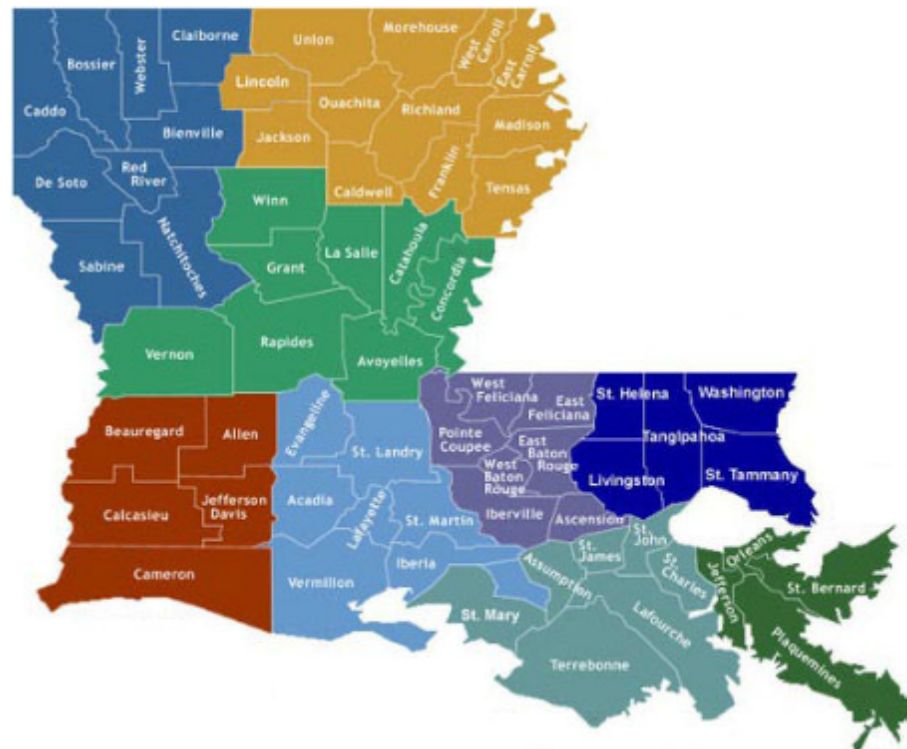 Claiborne
Union
Morehouse
West
Carroll
East
Carroll
Webster
Bossier
Lincoln
Caddo
Ouachita
Richland
Bienville
Jackson
Madison
Red
River
De Soto
Franklin
Caldwell
Tensas
Winn
Natchitoches
La Salle
Catahoula
Sabine
Grant
Concordia
Vernon
Rapides
Avoyelles
West
Feliciana
East
Feliciana
St. Helena
Washington
Beauregard
Allen
Evangeline
St. Landry
Pointe
Coupee
East
Baton
Rouge
Tangipahoa
West
Baton
Rouge
Livingston
St. Tammany
Calcasieu
Jefferson
Davis
Acadia
Lafayette
St. Martin
Iberville
Ascension
St.
John
Cameron
Vermilion
Iberia
Assumption
St.
James
St.
Charles
Jefferson
Orleans
St. Bernard
St. Mary
Lafourche
Terrebonne
Plaquemines